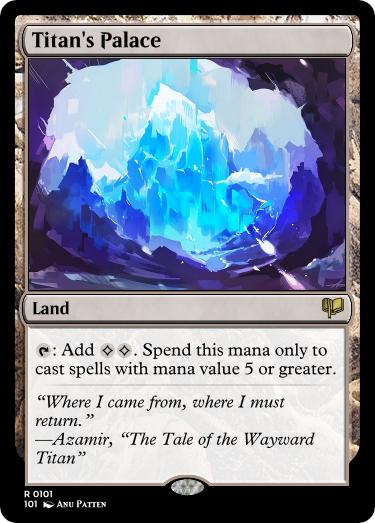 Titan's Palace
Land
: Add . Spend this mana only to
cast spells with mana value 5 or greater.
“Where I came from, where I must
return.”
—Azamir, “The Tale of the Wayward
Titan”
R 0101
101 Anu Patten